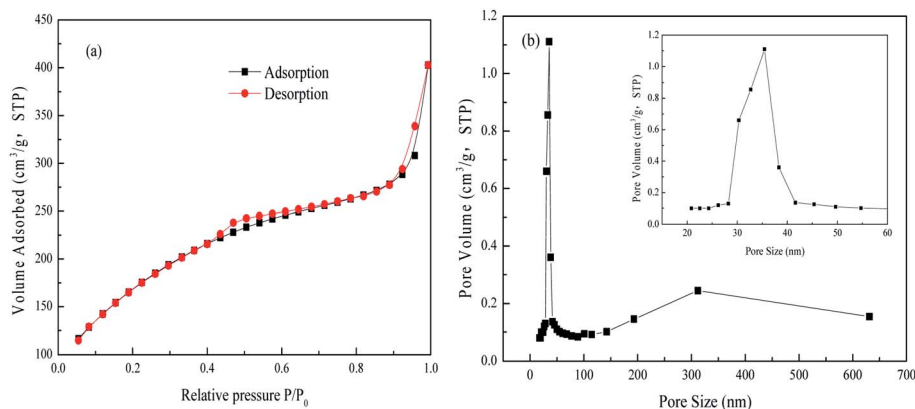 (a)
Adsorption
Desorption
Volume Adsorbed (cm³/g, STP)
450
400
350
300
250
200
150
100
0.0 0.2 0.4 0.6 0.8 1.0
Relative pressure P/P₀
(b)
Pore Volume (cm³/g, STP)
1.2
1.0
0.8
0.6
0.4
0.2
0.0
0 100 200 300 400 500 600 700
Pore Size (nm)
Pore Volume (cm³/g, STP)
1.2
1.0
0.8
0.6
0.4
0.2
0.0
20 30 40 50 60
Pore Size (nm)